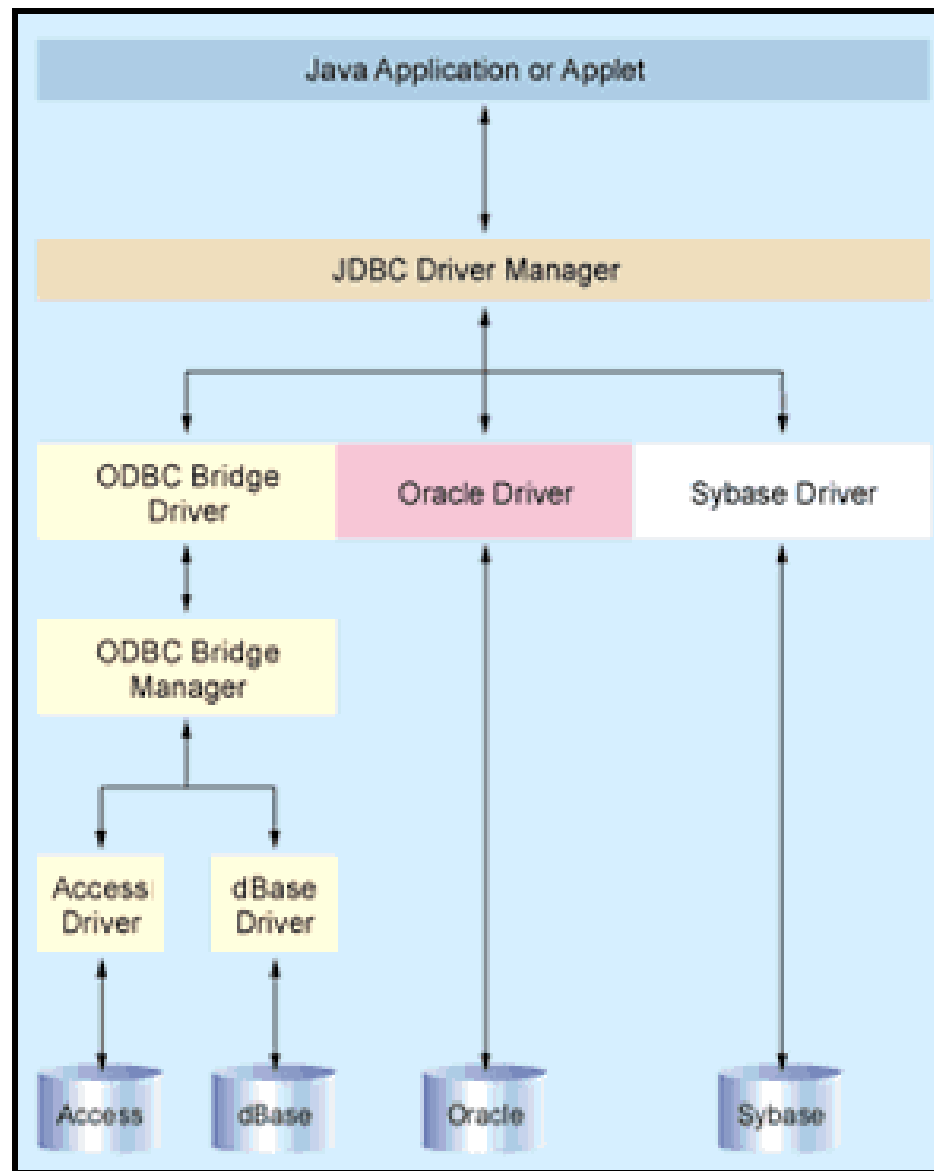 Java Application or Applet
JDBC Driver Manager
ODBC Bridge
Driver
Oracle Driver
Sybase Driver
ODBC Bridge
Manager
Access
Driver
dBase
Driver
Access
dBase
Oracle
Sybase